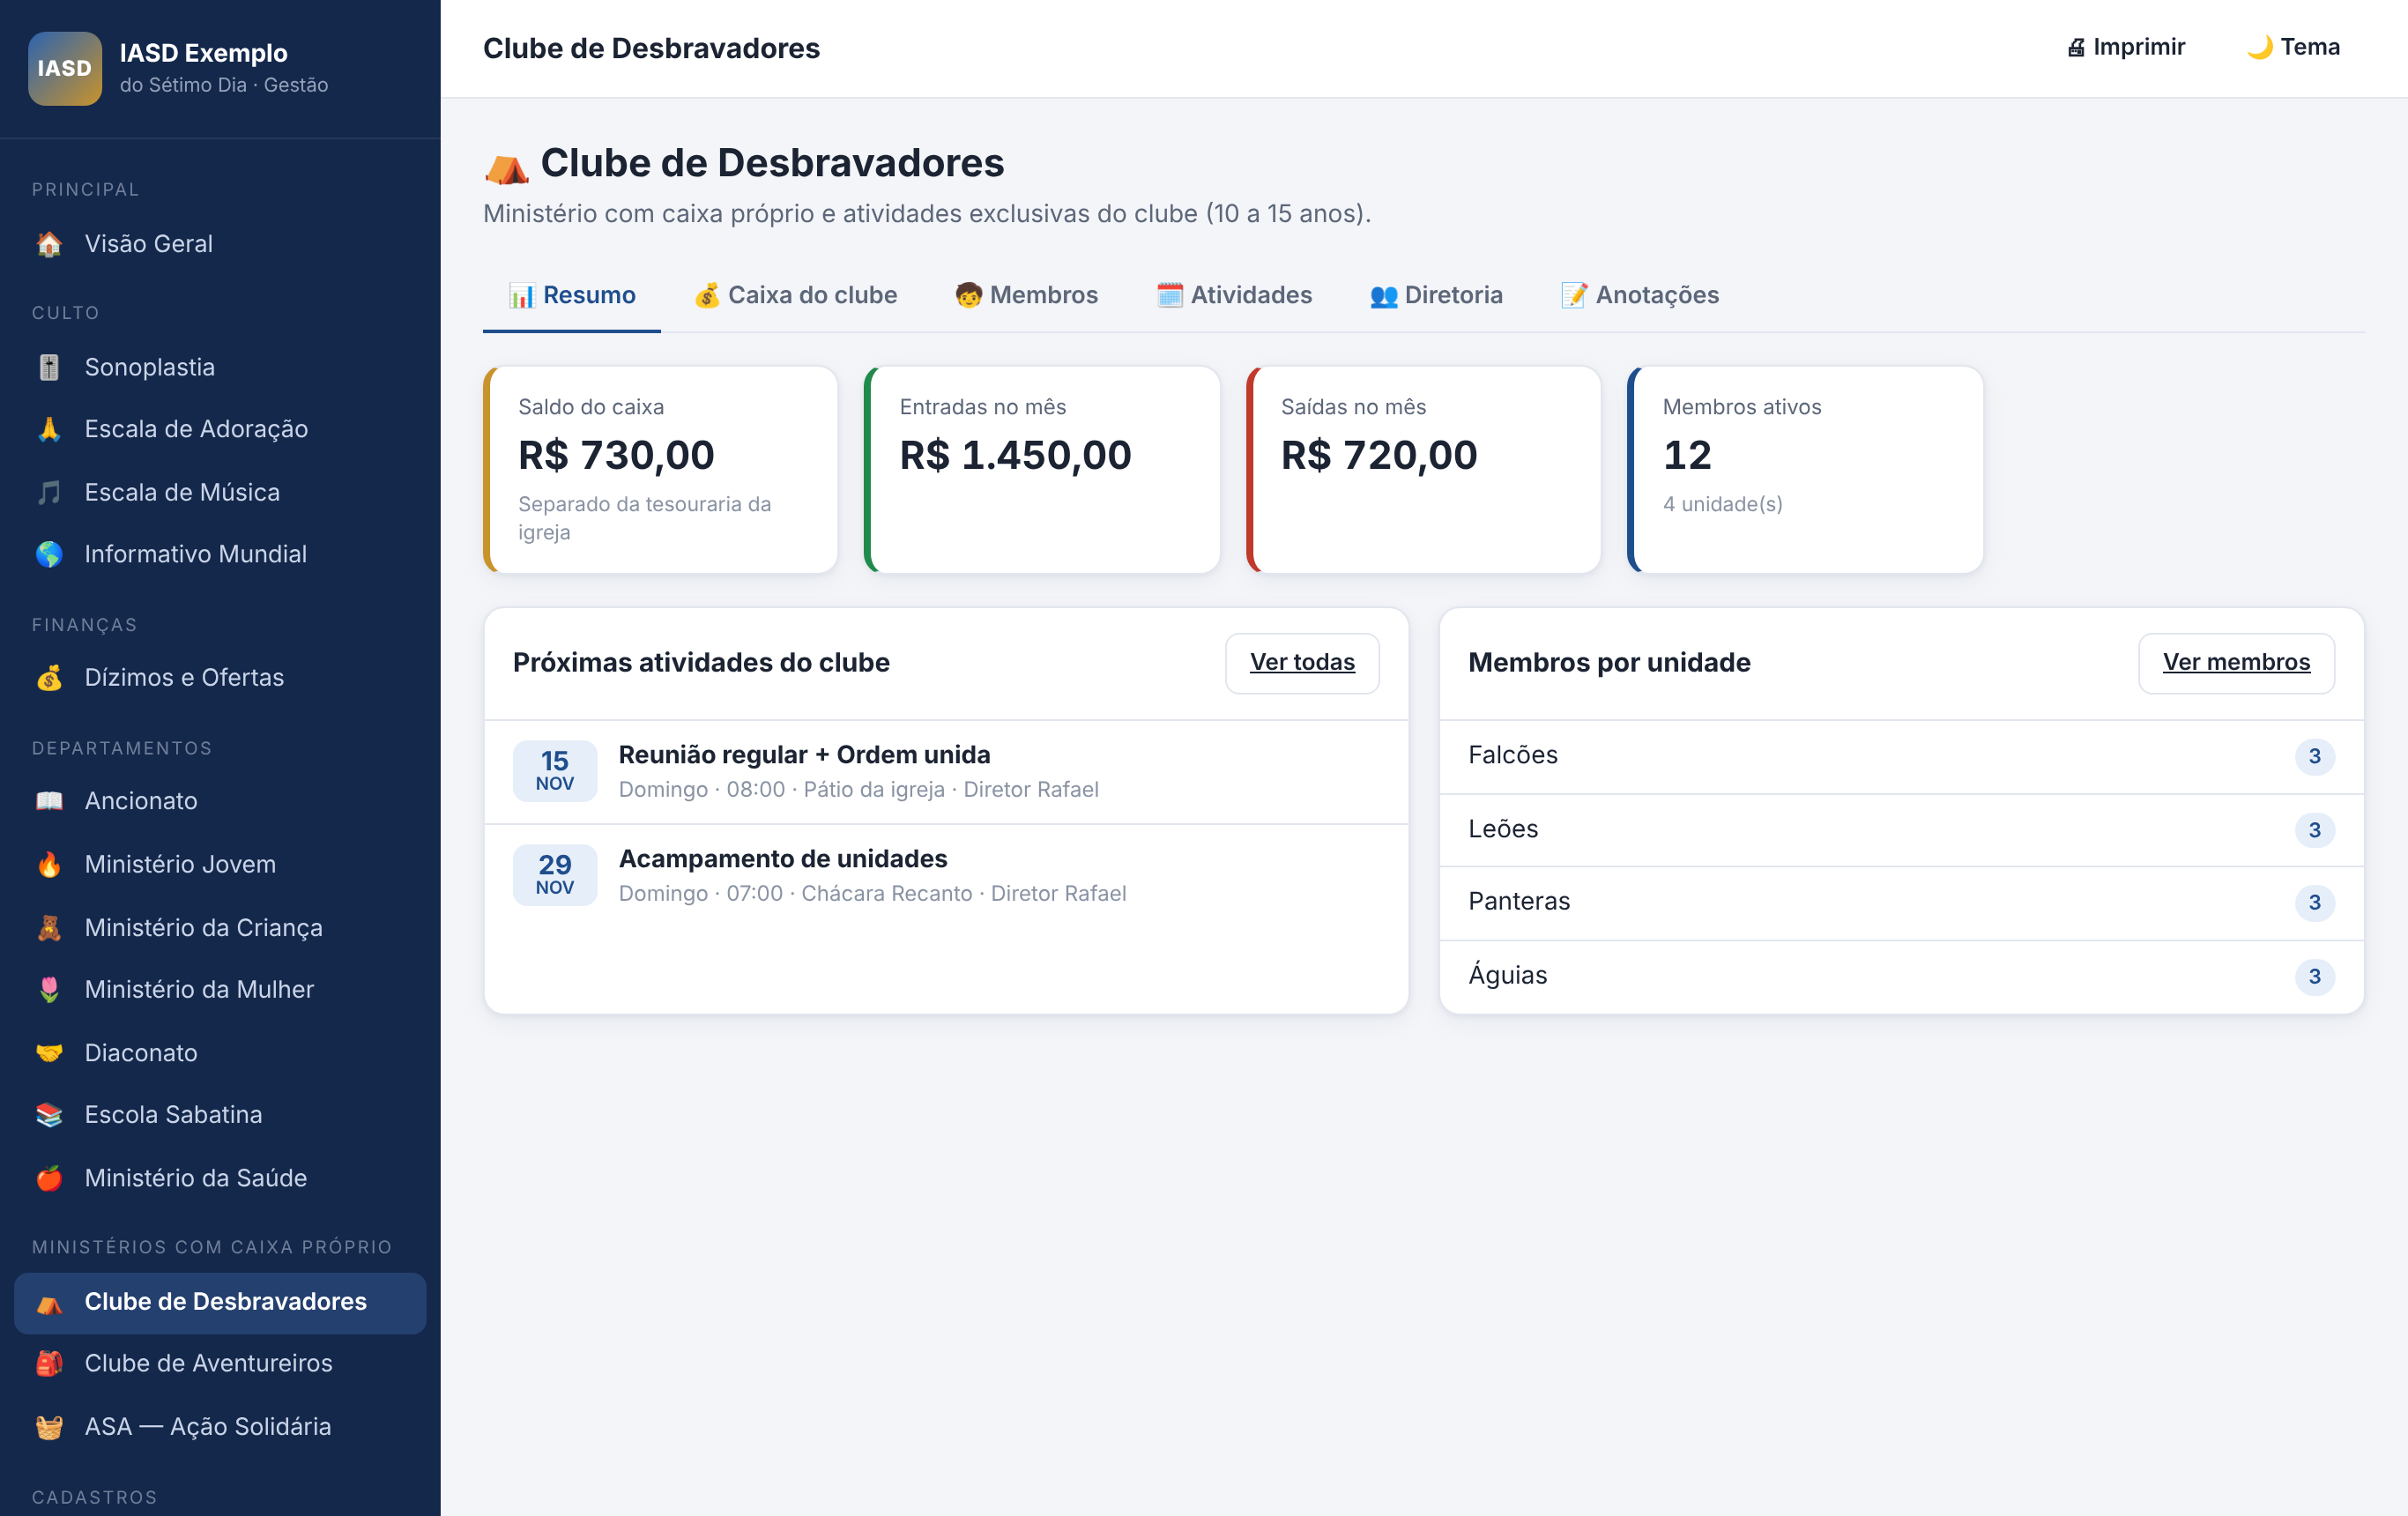 IASD
IASD Exemplo
do Sétimo Dia · Gestão
PRINCIPAL
Visão Geral
CULTO
Sonoplastia
Escala de Adoração
Escala de Música
Informativo Mundial
FINANÇAS
Dízimos e Ofertas
DEPARTAMENTOS
Ancionato
Ministério Jovem
Ministério da Criança
Ministério da Mulher
Diaconato
Escola Sabatina
Ministério da Saúde
MINISTÉRIOS COM CAIXA PRÓPRIO
Clube de Desbravadores
Clube de Aventureiros
ASA — Ação Solidária
CADASTROS
Clube de Desbravadores
Imprimir
Tema
Clube de Desbravadores
Ministério com caixa próprio e atividades exclusivas do clube (10 a 15 anos).
Resumo
Caixa do clube
Membros
Atividades
Diretoria
Anotações
Saldo do caixa
R$ 730,00
Separado da tesouraria da
igreja
Entradas no mês
R$ 1.450,00
Saídas no mês
R$ 720,00
Membros ativos
12
4 unidade(s)
Próximas atividades do clube
Ver todas
15
NOV
Reunião regular + Ordem unida
Domingo · 08:00 · Pátio da igreja · Diretor Rafael
29
NOV
Acampamento de unidades
Domingo · 07:00 · Chácara Recanto · Diretor Rafael
Membros por unidade
Ver membros
Falcões 3
Leões 3
Panteras 3
Águias 3